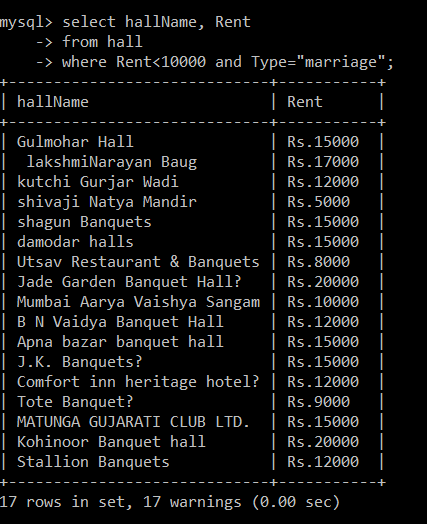 mysql> select hallName, Rent
    -> from hall
    -> where Rent<10000 and Type="marriage";
+-----------------------------+-----------+
| hallName                    | Rent      |
+-----------------------------+-----------+
| Gulmohar Hall               | Rs.15000  |
|  lakshmiNarayan Baug        | Rs.17000  |
| kutchi Gurjar Wadi          | Rs.12000  |
| shivaji Natya Mandir        | Rs.5000   |
| shagun Banquets             | Rs.15000  |
| damodar halls               | Rs.15000  |
| Utsav Restaurant & Banquets | Rs.8000   |
| Jade Garden Banquet Hall?   | Rs.20000  |
| Mumbai Aarya Vaishya Sangam | Rs.10000  |
| B N Vaidya Banquet Hall     | Rs.12000  |
| Apna bazar banquet hall     | Rs.15000  |
| J.K. Banquets?              | Rs.15000  |
| Comfort inn heritage hotel? | Rs.12000  |
| Tote Banquet?               | Rs.9000   |
| MATUNGA GUJARATI CLUB LTD.  | Rs.15000  |
| Kohinoor Banquet hall       | Rs.20000  |
| Stallion Banquets           | Rs.12000  |
+-----------------------------+-----------+
17 rows in set, 17 warnings (0.00 sec)